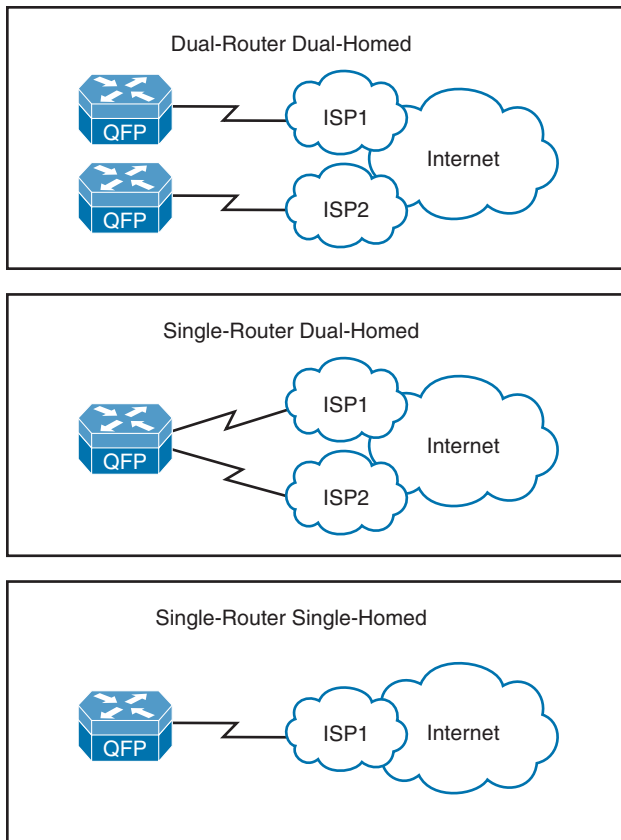 Dual-Router Dual-Homed
QFP
ISP1
Internet
QFP
ISP2
Single-Router Dual-Homed
ISP1
QFP
Internet
ISP2
Single-Router Single-Homed
QFP
ISP1
Internet